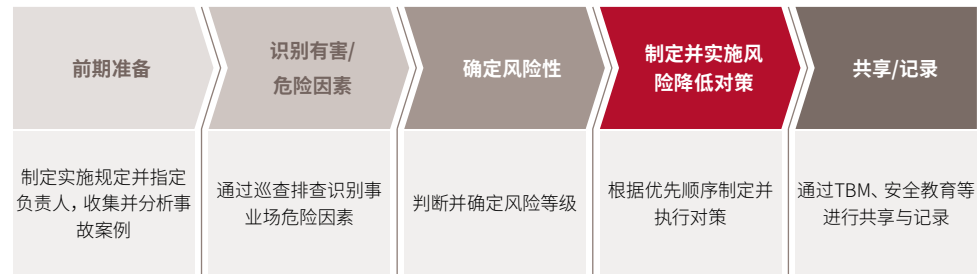 前期准备
识别有害/
危险因素
确定风险性
制定并实施风
险降低对策
共享/记录
制定实施规定并指定
负责人，收集并分析事
故案例
通过巡查排查识别事
业场危险因素
判断并确定风险等级
根据优先顺序制定并
执行对策
通过TBM、安全教育等
进行共享与记录